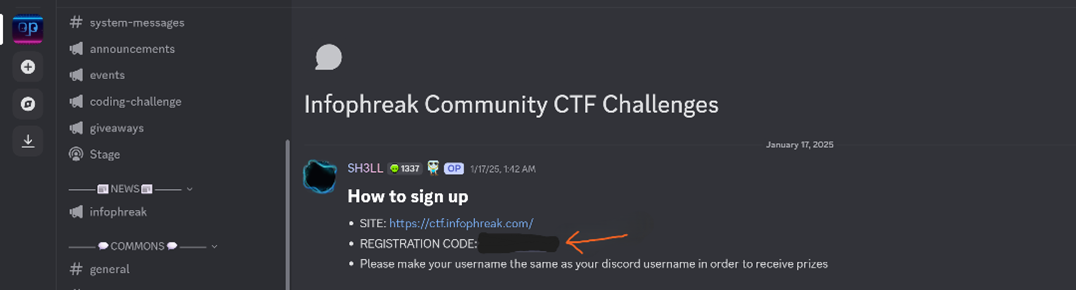 system-messages
announcements
events
coding-challenge
giveaways
Stage
NEWS
infophreak
COMMONS
general
Infophreak Community CTF Challenges
January 17, 2025
SH3LL 1337 OP 1/17/25, 1:42 AM
How to sign up
• SITE: https://ctf.infophreak.com/
• REGISTRATION CODE:
• Please make your username the same as your discord username in order to receive prizes